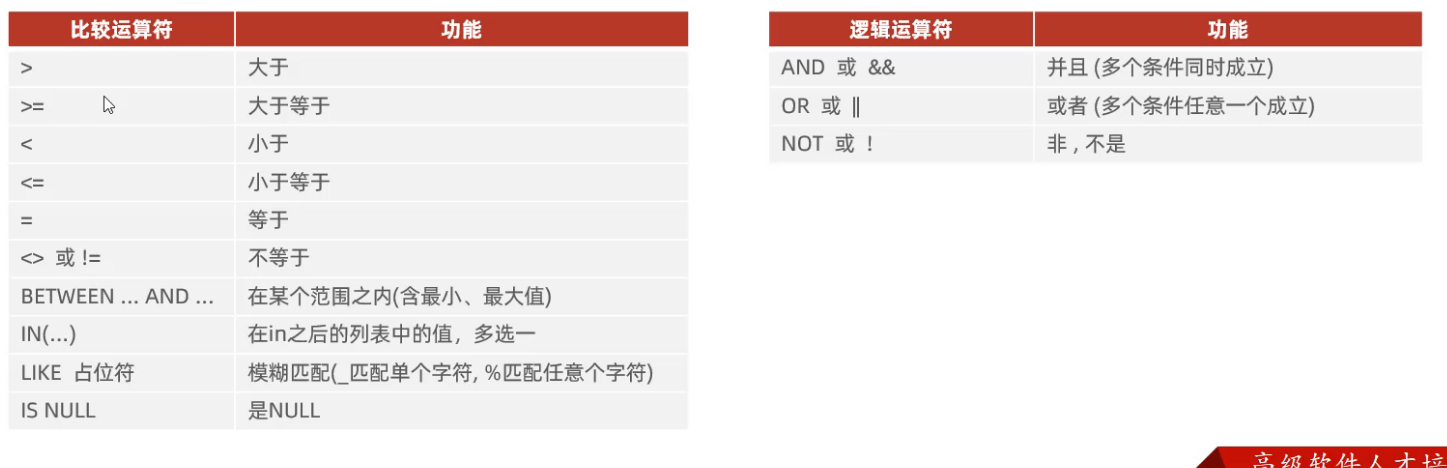 比较运算符 功能
> 大于
>= 大于等于
< 小于
<= 小于等于
= 等于
<> 或 != 不等于
BETWEEN ... AND ... 在某个范围之内(含最小、最大值)
IN(...) 在in之后的列表中的值，多选一
LIKE 占位符 模糊匹配(_匹配单个字符, %匹配任意个字符)
IS NULL 是NULL
逻辑运算符 功能
AND 或 && 并且 (多个条件同时成立)
OR 或 || 或者 (多个条件任意一个成立)
NOT 或 ! 非 , 不是
高级软件人才培